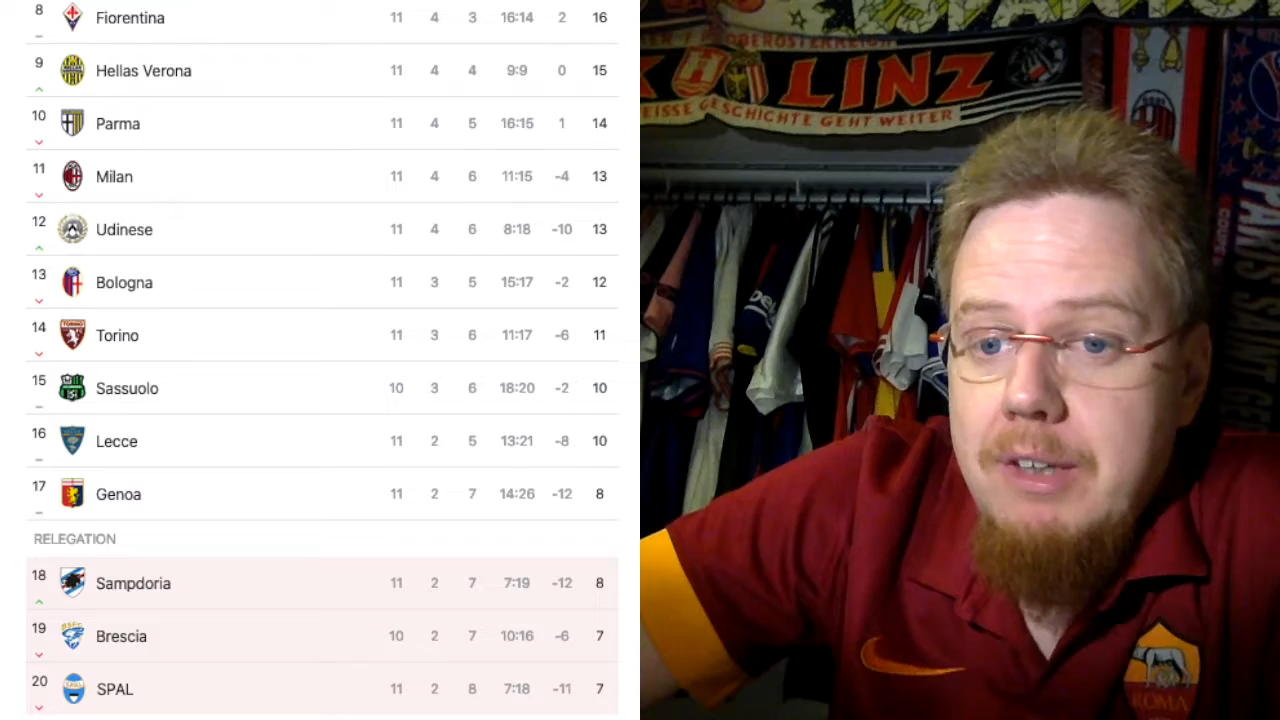 8 Fiorentina 11 4 3 16:14 2 16
9 Hellas Verona 11 4 4 9:9 0 15
10 Parma 11 4 5 16:15 1 14
11 Milan 11 4 6 11:15 -4 13
12 Udinese 11 4 6 8:18 -10 13
13 Bologna 11 3 5 15:17 -2 12
14 Torino 11 3 6 11:17 -6 11
15 Sassuolo 10 3 6 18:20 -2 10
16 Lecce 11 2 5 13:21 -8 10
17 Genoa 11 2 7 14:26 -12 8
RELEGATION
18 Sampdoria 11 2 7 7:19 -12 8
19 Brescia 10 2 7 10:16 -6 7
20 SPAL 11 2 8 7:18 -11 7
OBERÖSTERREICH
LINZ
EISSE GESCHICHTE GEHT WEITER
PARIS SAINT GE
ROMA